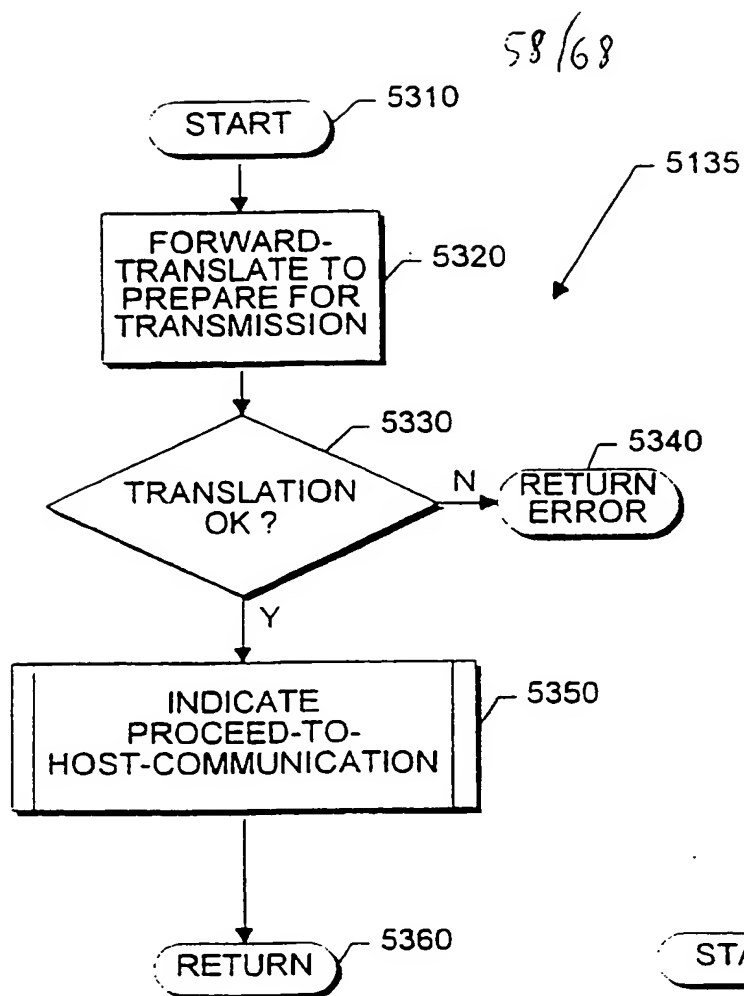 58/68
START
5310
5135
FORWARD-
TRANSLATE TO
PREPARE FOR
TRANSMISSION
5320
5330
TRANSLATION
OK ?
N
5340
RETURN
ERROR
Y
INDICATE
PROCEED-TO-
HOST-COMMUNICATION
5350
RETURN
5360
STA